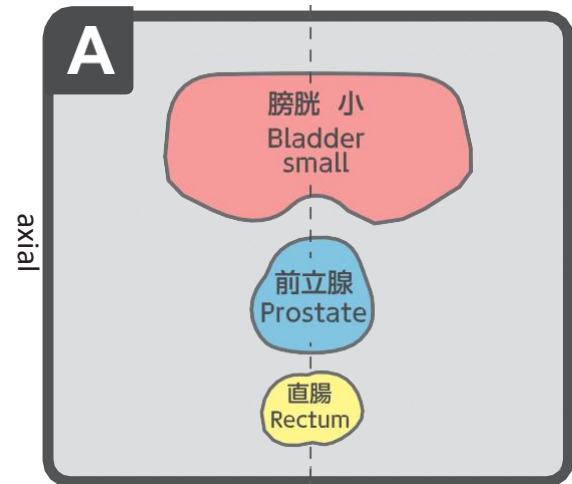 A
膀胱 小
Bladder
small
axial
前立腺
Prostate
直腸
Rectum